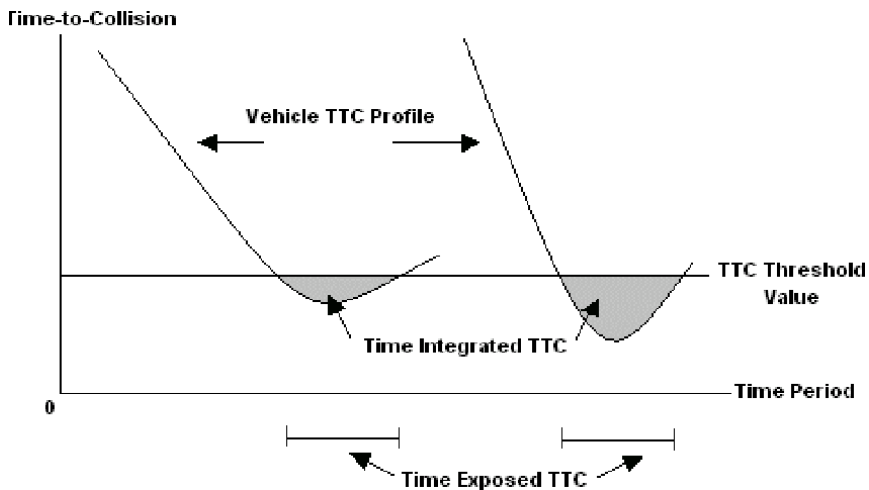 Time-to-Collision
Vehicle TTC Profile
TTC Threshold
Value
Time Integrated TTC
Time Period
0
Time Exposed TTC